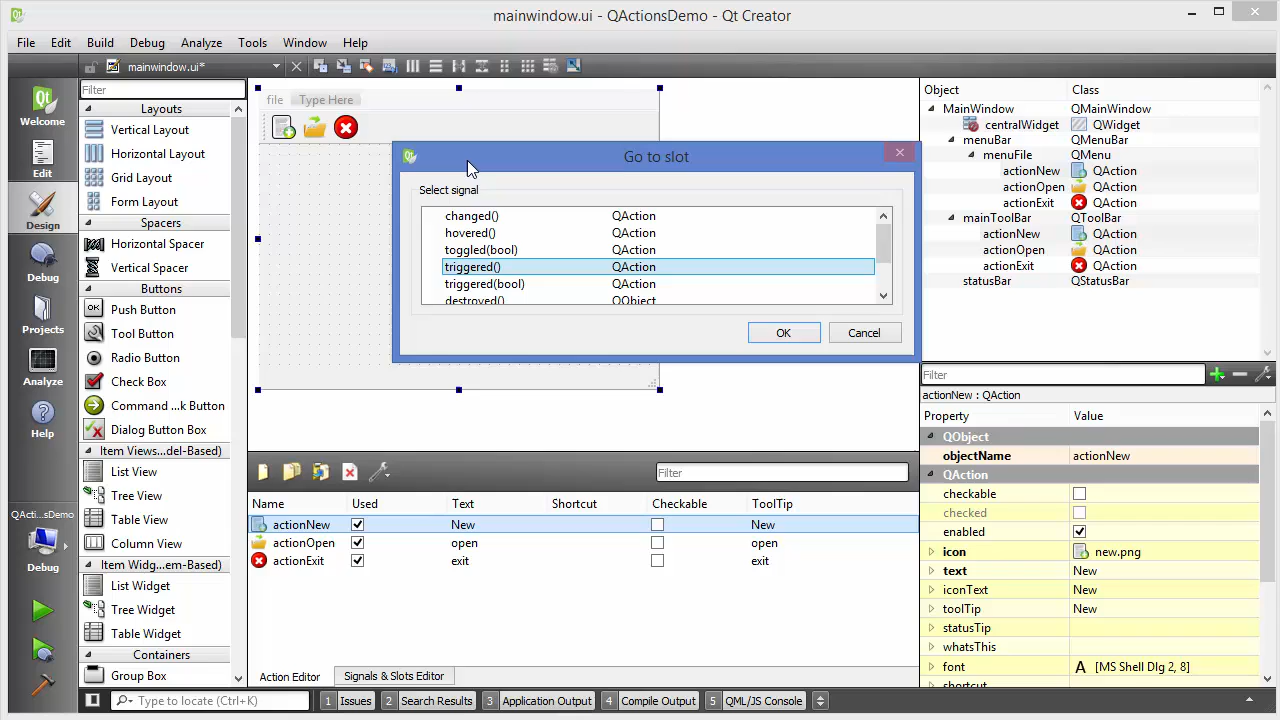 mainwindow.ui - QActionsDemo - Qt Creator
File Edit Build Debug Analyze Tools Window Help
mainwindow.ui*
Welcome
Edit
Design
Debug
Projects
Analyze
Help
QActi...sDemo
Debug
Filter
Layouts
Vertical Layout
Horizontal Layout
Grid Layout
Form Layout
Spacers
Horizontal Spacer
Vertical Spacer
Buttons
Push Button
Tool Button
Radio Button
Check Box
Command ...k Button
Dialog Button Box
Item Views...del-Based)
List View
Tree View
Table View
Column View
Item Widg...em-Based)
List Widget
Tree Widget
Table Widget
Containers
Group Box
file Type Here
Go to slot
Select signal
changed() QAction
hovered() QAction
toggled(bool) QAction
triggered() QAction
triggered(bool) QAction
destroyed() QObject
OK Cancel
Filter
Name Used Text Shortcut Checkable ToolTip
actionNew New New
actionOpen open open
actionExit exit exit
Action Editor Signals & Slots Editor
Object Class
MainWindow QMainWindow
centralWidget QWidget
menuBar QMenuBar
menuFile QMenu
actionNew QAction
actionOpen QAction
actionExit QAction
mainToolBar QToolBar
actionNew QAction
actionOpen QAction
actionExit QAction
statusBar QStatusBar
Filter
actionNew : QAction
Property Value
QObject
objectName actionNew
QAction
checkable
checked
enabled
icon new.png
text New
iconText New
toolTip New
statusTip
whatsThis
font A [MS Shell Dlg 2, 8]
shortcut
Type to locate (Ctrl+K) 1 Issues 2 Search Results 3 Application Output 4 Compile Output 5 QML/JS Console